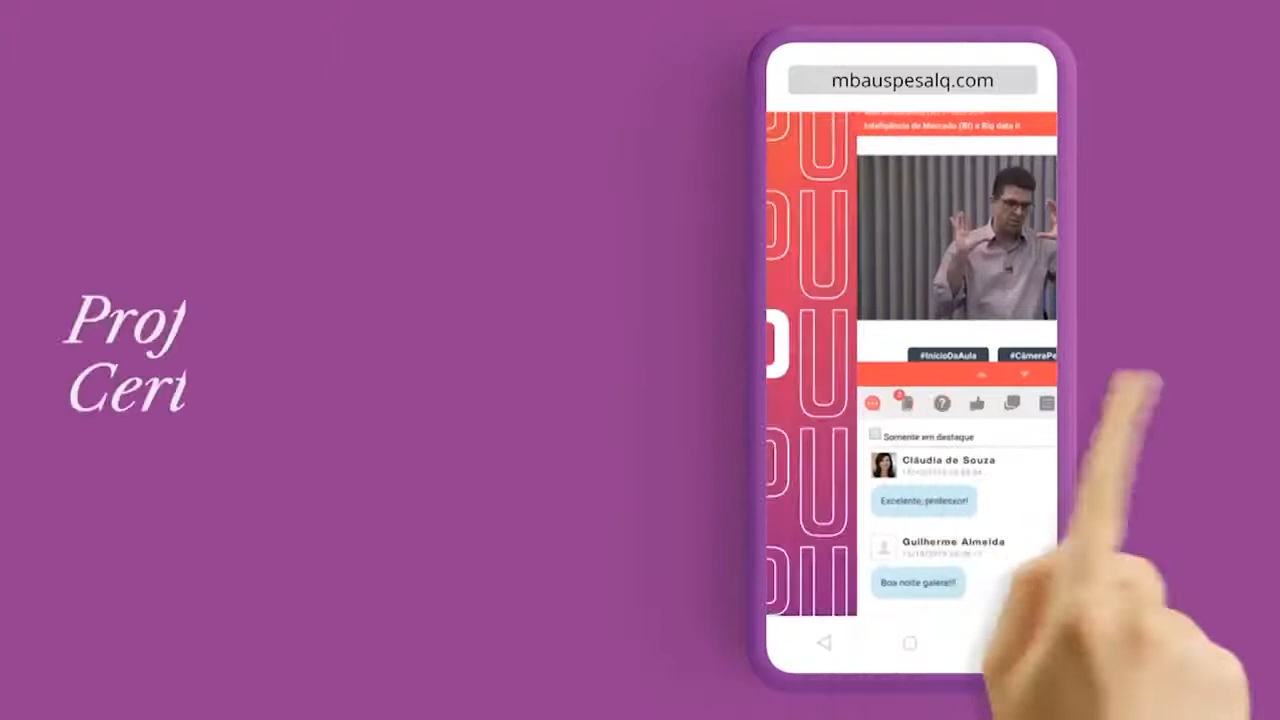 Prof
Cert
mbauspesalq.com
Inteligência de Mercado (BI) e Big data II
#InícioDaAula
#CâmeraPe
Somente em destaque
Cláudia de Souza
Excelente, professor!
Guilherme Almeida
Boa noite galera!!!